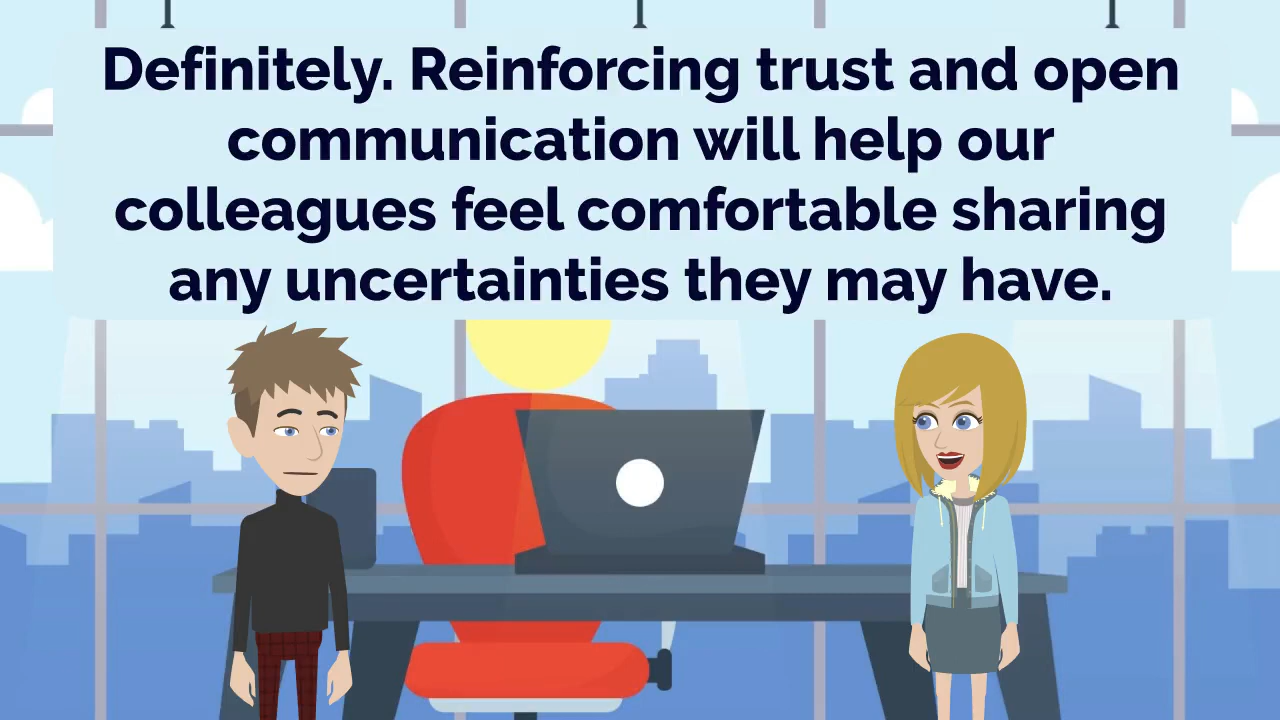 Definitely. Reinforcing trust and open
communication will help our
colleagues feel comfortable sharing
any uncertainties they may have.